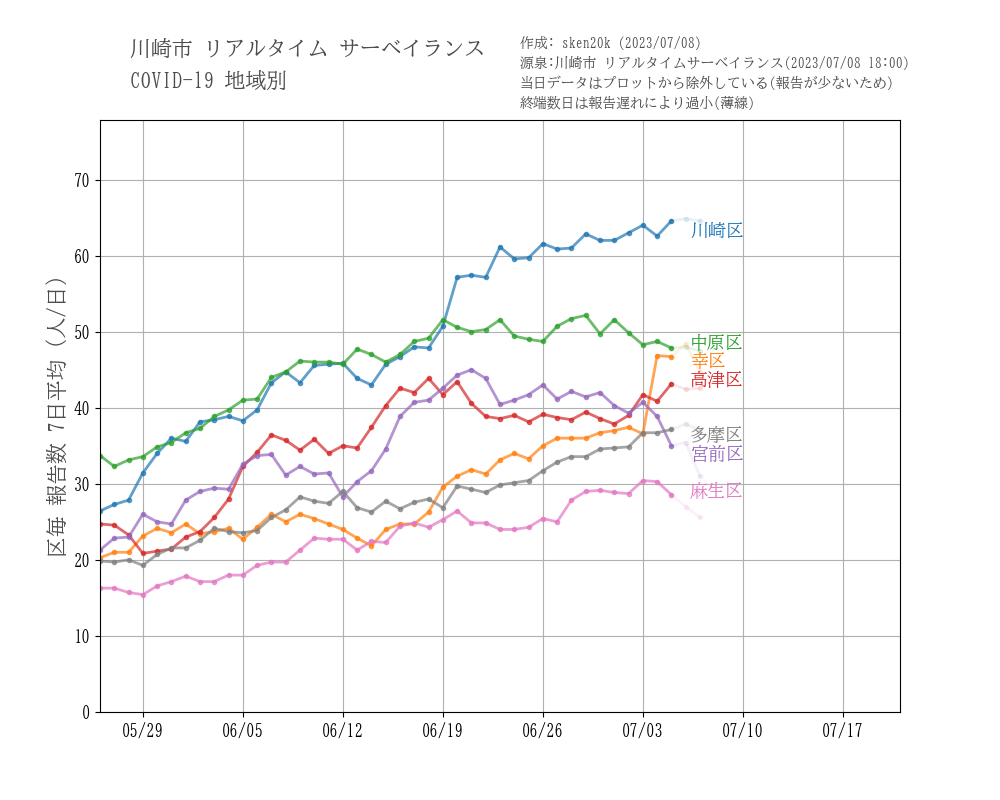 川崎市 リアルタイム サーベイランス
COVID-19 地域別
作成: sken20k (2023/07/08)
源泉:川崎市 リアルタイムサーベイランス(2023/07/08 18:00)
当日データはプロットから除外している(報告が少ないため)
終端数日は報告遅れにより過小(薄線)
区毎 報告数 7日平均 (人/日)
70
60
50
40
30
20
10
0
川崎区
中原区
幸区
高津区
多摩区
宮前区
麻生区
05/29
06/05
06/12
06/19
06/26
07/03
07/10
07/17